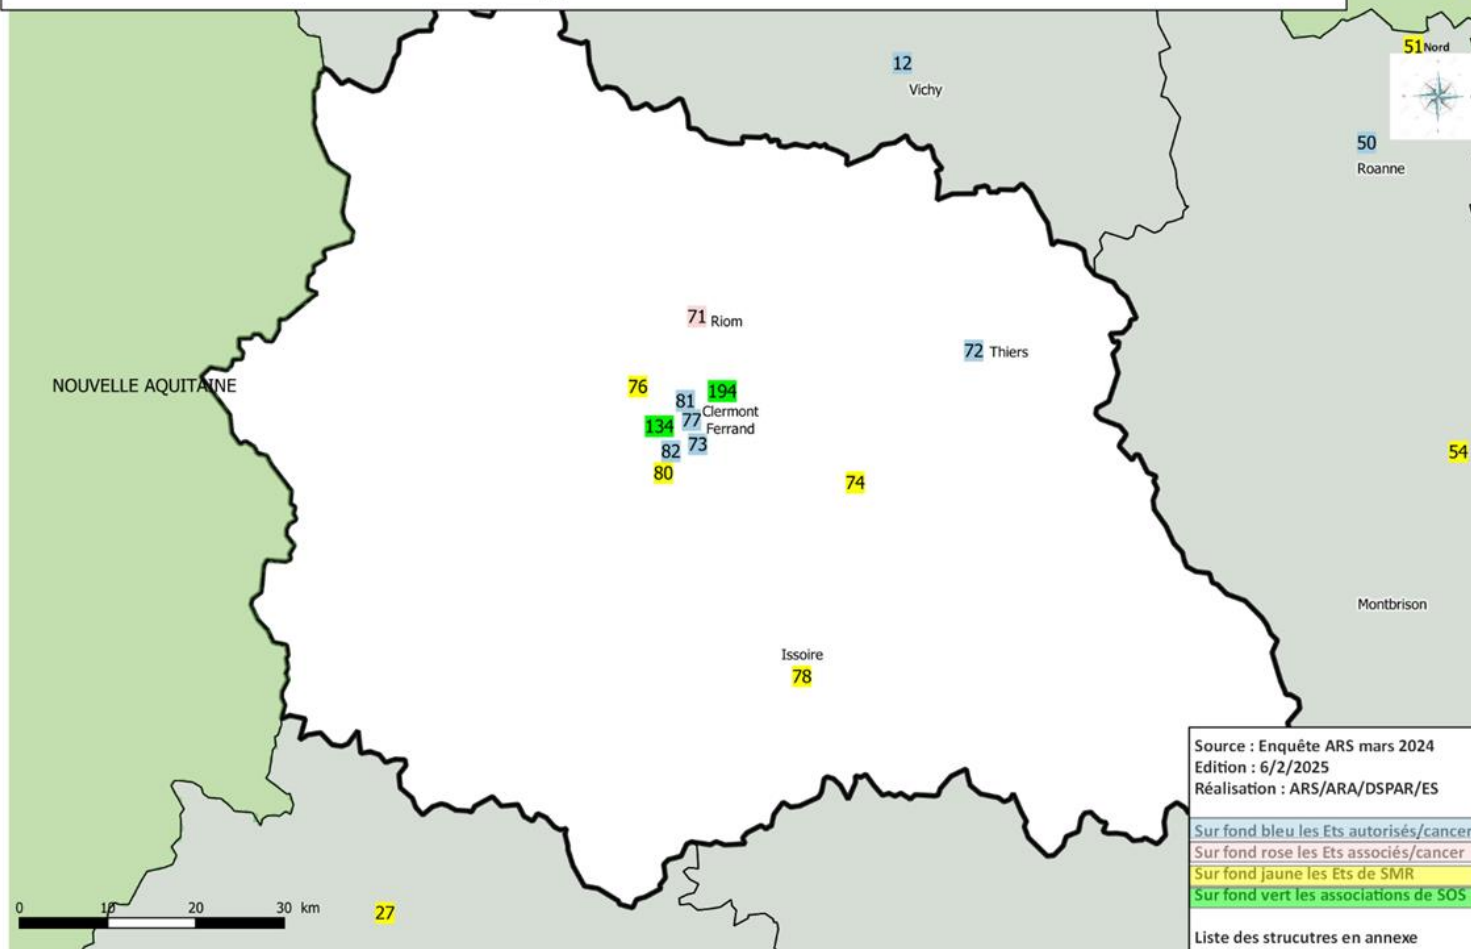 51 Nord
12
Vichy
50
Roanne
71 Riom
72 Thiers
NOUVELLE AQUITAINE
76
81
194
Clermont
134
77
Ferrand
82
73
80
74
54
Montbrison
Issoire
78
Source : Enquête ARS mars 2024
Edition : 6/2/2025
Réalisation : ARS/ARA/DSPAR/ES
Sur fond bleu les Ets autorisés/cancer
Sur fond rose les Ets associés/cancer
Sur fond jaune les Ets de SMR
Sur fond vert les associations de SOS
Liste des strucutres en annexe
0 10 20 30 km
27